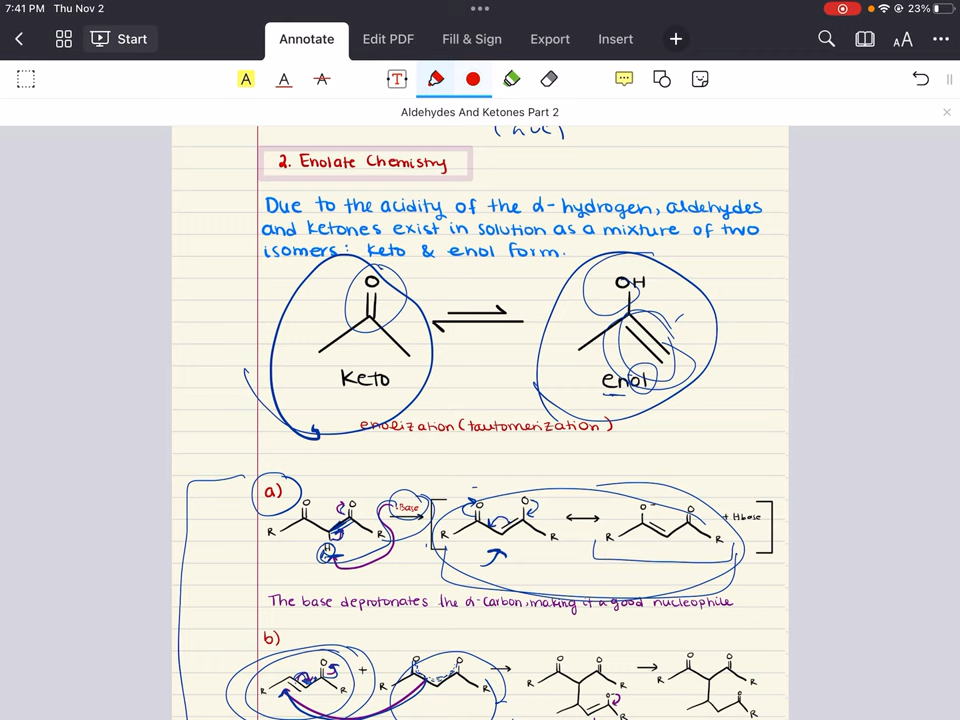 7:41 PM Thu Nov 2
23%
Start
Annotate
Edit PDF
Fill & Sign
Export
Insert
AA
A
A
A
T
Aldehydes And Ketones Part 2
2. Enolate Chemistry
Due to the acidity of the α-hydrogen, aldehydes
and ketones exist in solution as a mixture of two
isomers: keto & enol form.
O
OH
Keto
enol
enolization (tautomerization)
a)
O O
R R
H
Base
O O
R R
O O
R R
+ Hbase
The base deprotonates the α-carbon, making it a good nucleophile
b)
O
R R
+
O O
R R
O O
R R
O
R
O O
R R
O
R